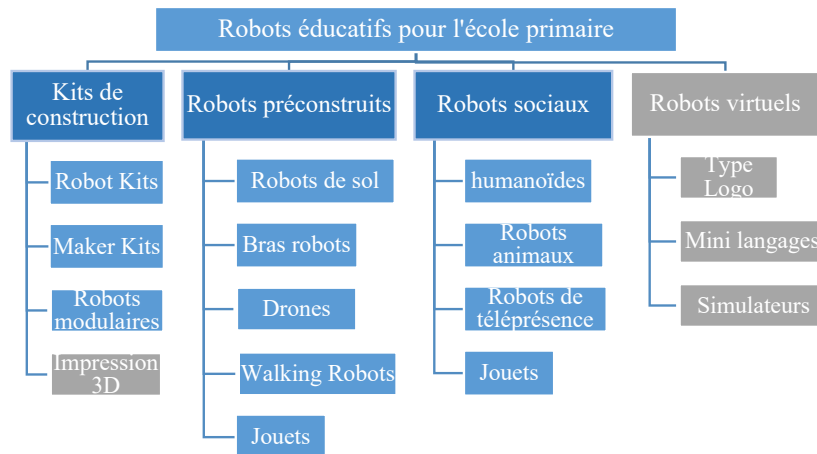 Robots éducatifs pour l'école primaire
Kits de
construction
Robot Kits
Maker Kits
Robots
modulaires
Impression
3D
Robots préconstruits
Robots de sol
Bras robots
Drones
Walking Robots
Jouets
Robots sociaux
humanoïdes
Robots
animaux
Robots de
téléprésence
Jouets
Robots virtuels
Type
Logo
Mini langages
Simulateurs